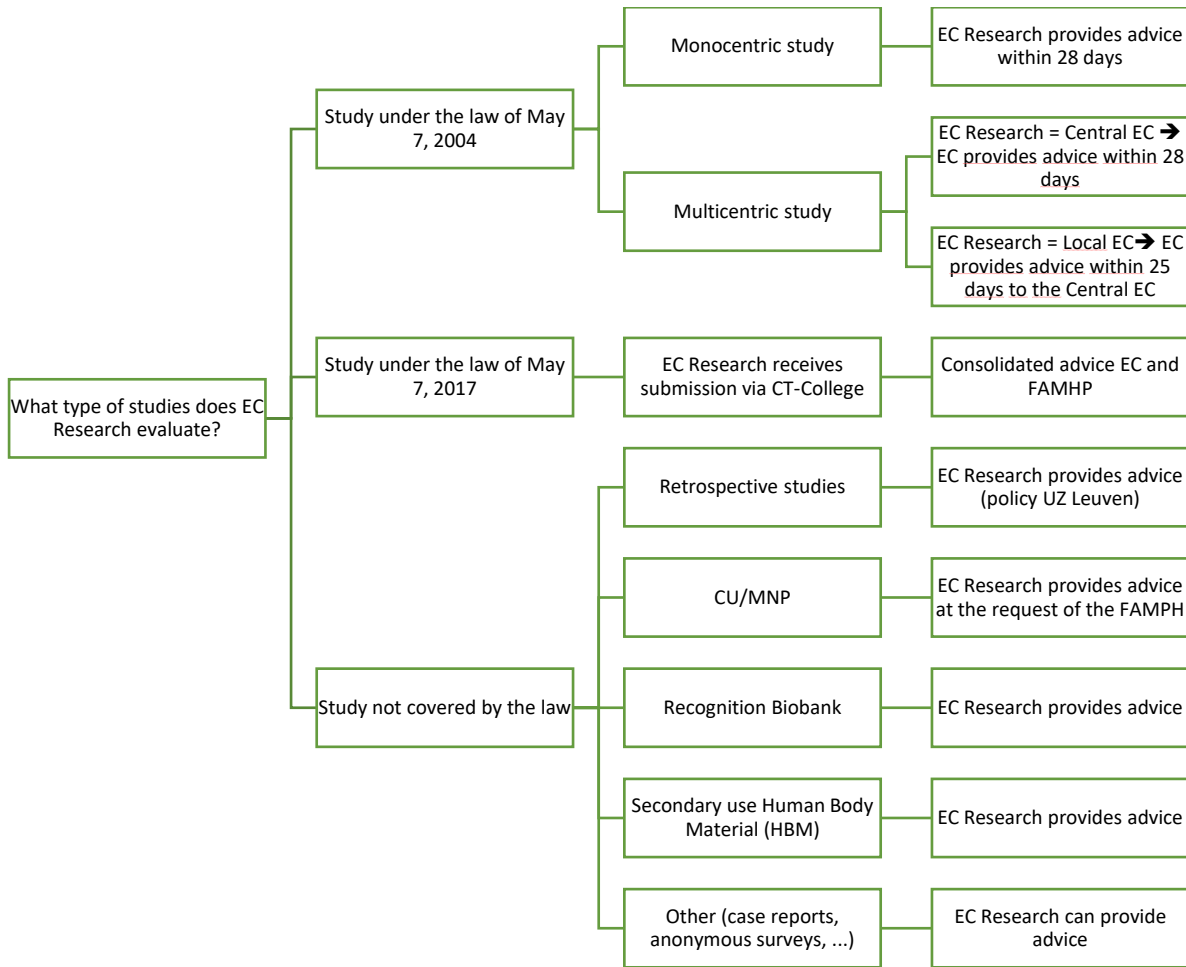 What type of studies does EC
Research evaluate?
Study under the law of May
7, 2004
Monocentric study
EC Research provides advice
within 28 days
Multicentric study
EC Research = Central EC ➔
EC provides advice within 28
days
EC Research = Local EC➔ EC
provides advice within 25
days to the Central EC
Study under the law of May
7, 2017
EC Research receives
submission via CT-College
Consolidated advice EC and
FAMHP
Study not covered by the law
Retrospective studies
EC Research provides advice
(policy UZ Leuven)
CU/MNP
EC Research provides advice
at the request of the FAMPH
Recognition Biobank
EC Research provides advice
Secondary use Human Body
Material (HBM)
EC Research provides advice
Other (case reports,
anonymous surveys, ...)
EC Research can provide
advice